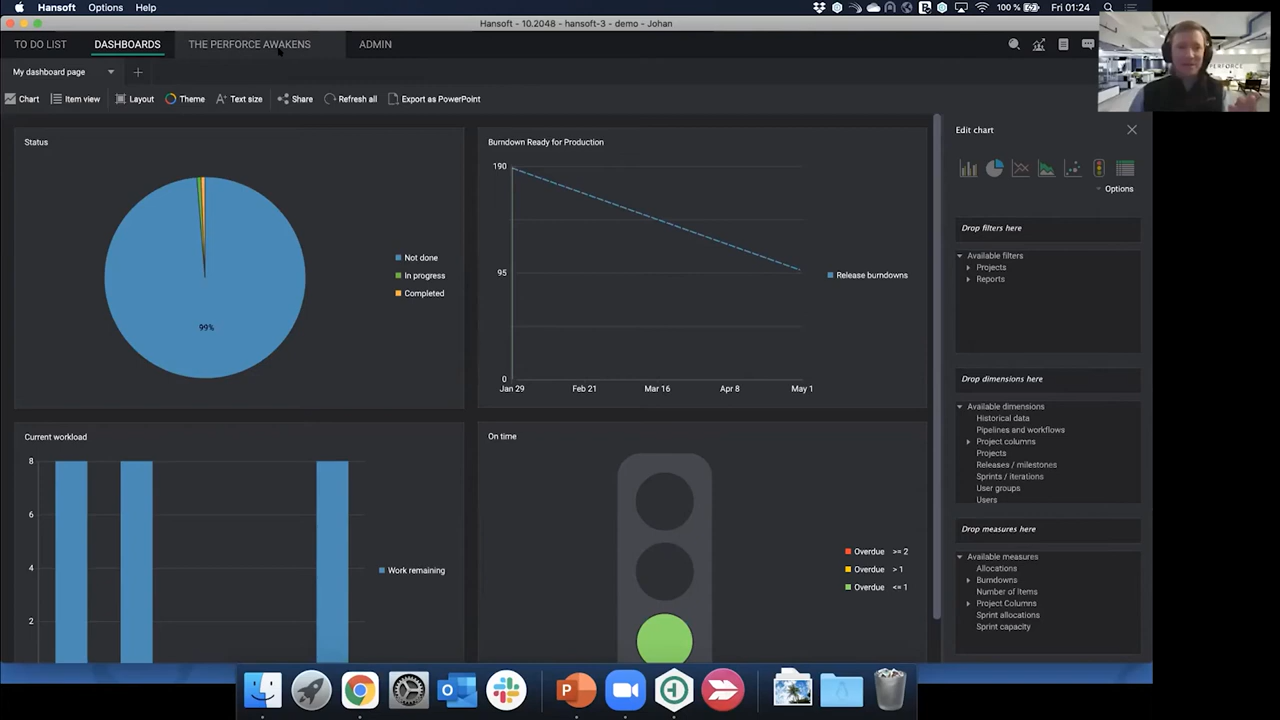 Hansoft Options Help
100 %
Fri 01:24
Hansoft - 10.2048 - hansoft-3 - demo - Johan
TO DO LIST
DASHBOARDS
THE PERFORCE AWAKENS
ADMIN
My dashboard page
Chart
Item view
Layout
Theme
Text size
Share
Refresh all
Export as PowerPoint
Status
99%
Not done
In progress
Completed
Burndown Ready for Production
190
95
0
Jan 29
Feb 21
Mar 16
Apr 8
May 1
Release burndowns
Current workload
8
6
4
2
Work remaining
On time
Overdue >= 2
Overdue > 1
Overdue <= 1
Edit chart
Options
Drop filters here
Available filters
Projects
Reports
Drop dimensions here
Available dimensions
Historical data
Pipelines and workflows
Project columns
Projects
Releases / milestones
Sprints / iterations
User groups
Users
Drop measures here
Available measures
Allocations
Burndowns
Number of items
Project Columns
Sprint allocations
Sprint capacity